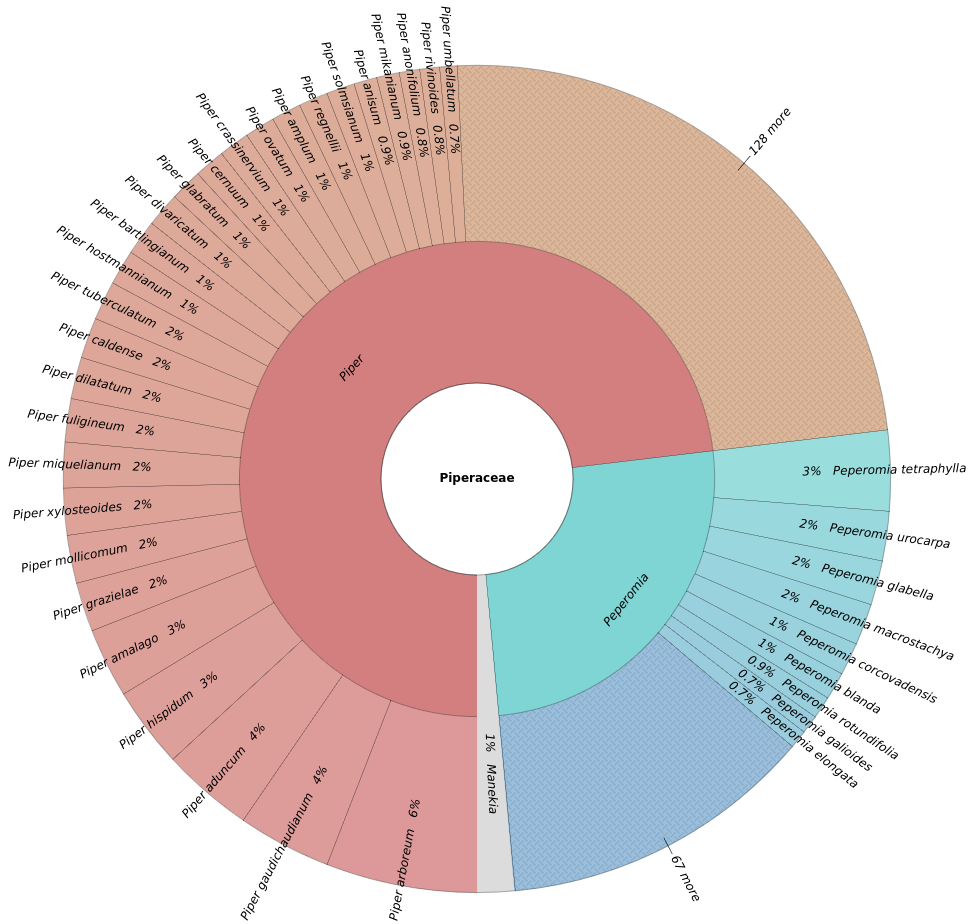 Piper umbellatum 0.7%
Piper rivinoides 0.8%
Piper anonifolium 0.8%
Piper mikanianum 0.9%
Piper anisum 0.9%
Piper solmsianum 1%
Piper regnellii 1%
Piper amplum 1%
Piper ovatum 1%
Piper crassinervium 1%
Piper cernuum 1%
Piper glabratum 1%
Piper divaricatum 1%
Piper bartlingianum 1%
Piper hostmannianum 1%
Piper tuberculatum 2%
Piper caldense 2%
Piper dilatatum 2%
Piper fuligineum 2%
Piper miquelianum 2%
Piper xylosteoides 2%
Piper mollicomum 2%
Piper grazielae 2%
Piper amalago 3%
Piper hispidum 3%
Piper aduncum 4%
Piper gaudichaudianum 4%
Piper arboreum 6%
128 more
Piper
Piperaceae
Peperomia
3% Peperomia tetraphylla
2% Peperomia urocarpa
2% Peperomia glabella
2% Peperomia macrostachya
1% Peperomia corcovadensis
1% Peperomia blanda
0.9% Peperomia rotundifolia
0.7% Peperomia galioides
0.7% Peperomia elongata
67 more
1% Manekia